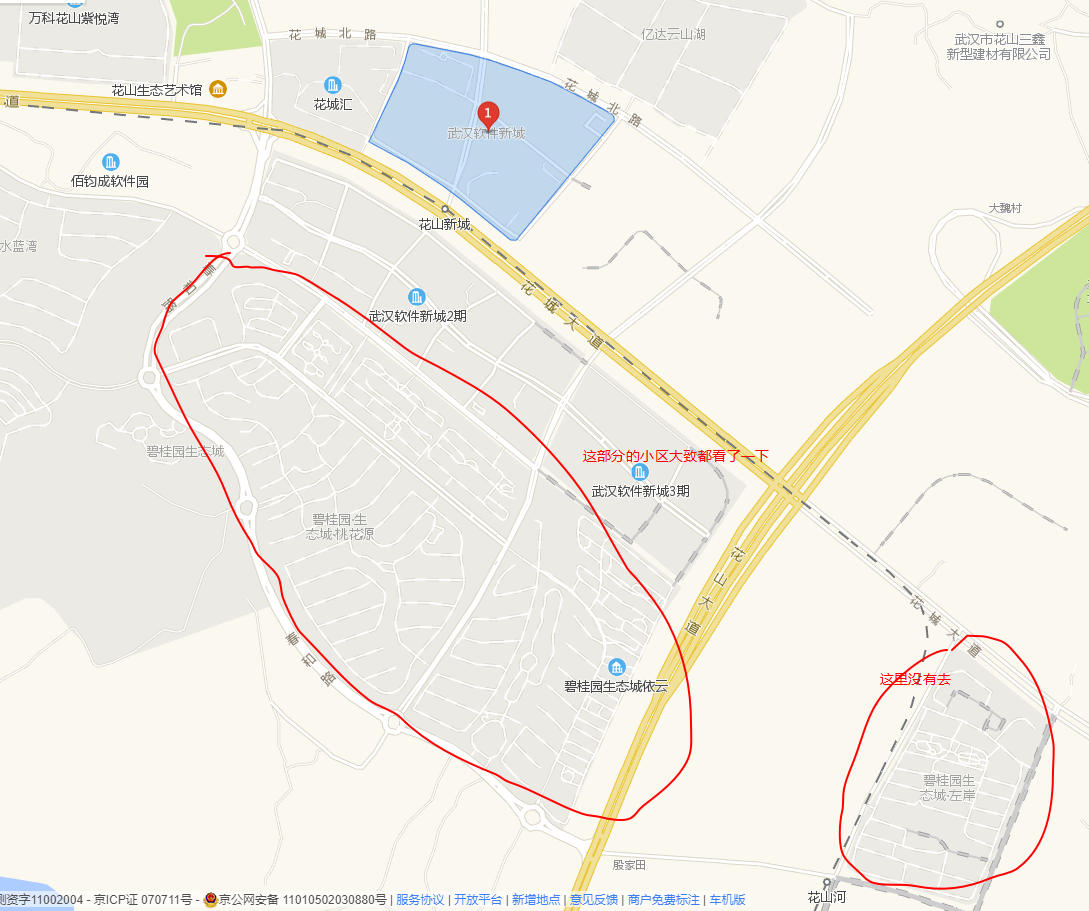 万科花山紫悦湾
花城北路
亿达云山湖
武汉市花山三鑫
新型建材有限公司
花山生态艺术馆
花城汇
花城北路
1
武汉软件新城
道
佰钧成软件园
花山新城
大魏村
水蓝湾
春和路
花城大道
武汉软件新城2期
碧桂园生态城
这部分的小区大致都看了一下
武汉软件新城3期
碧桂园·生
态城·桃花源
花山大道
花城大道
春和路
碧桂园生态城依云
这里没有去
碧桂园生
态城·左岸
殷家田
花山河
测资字11002004 - 京ICP证 070711号 - 京公网安备 11010502030880号 | 服务协议 | 开放平台 | 新增地点 | 意见反馈 | 商户免费标注 | 车机版